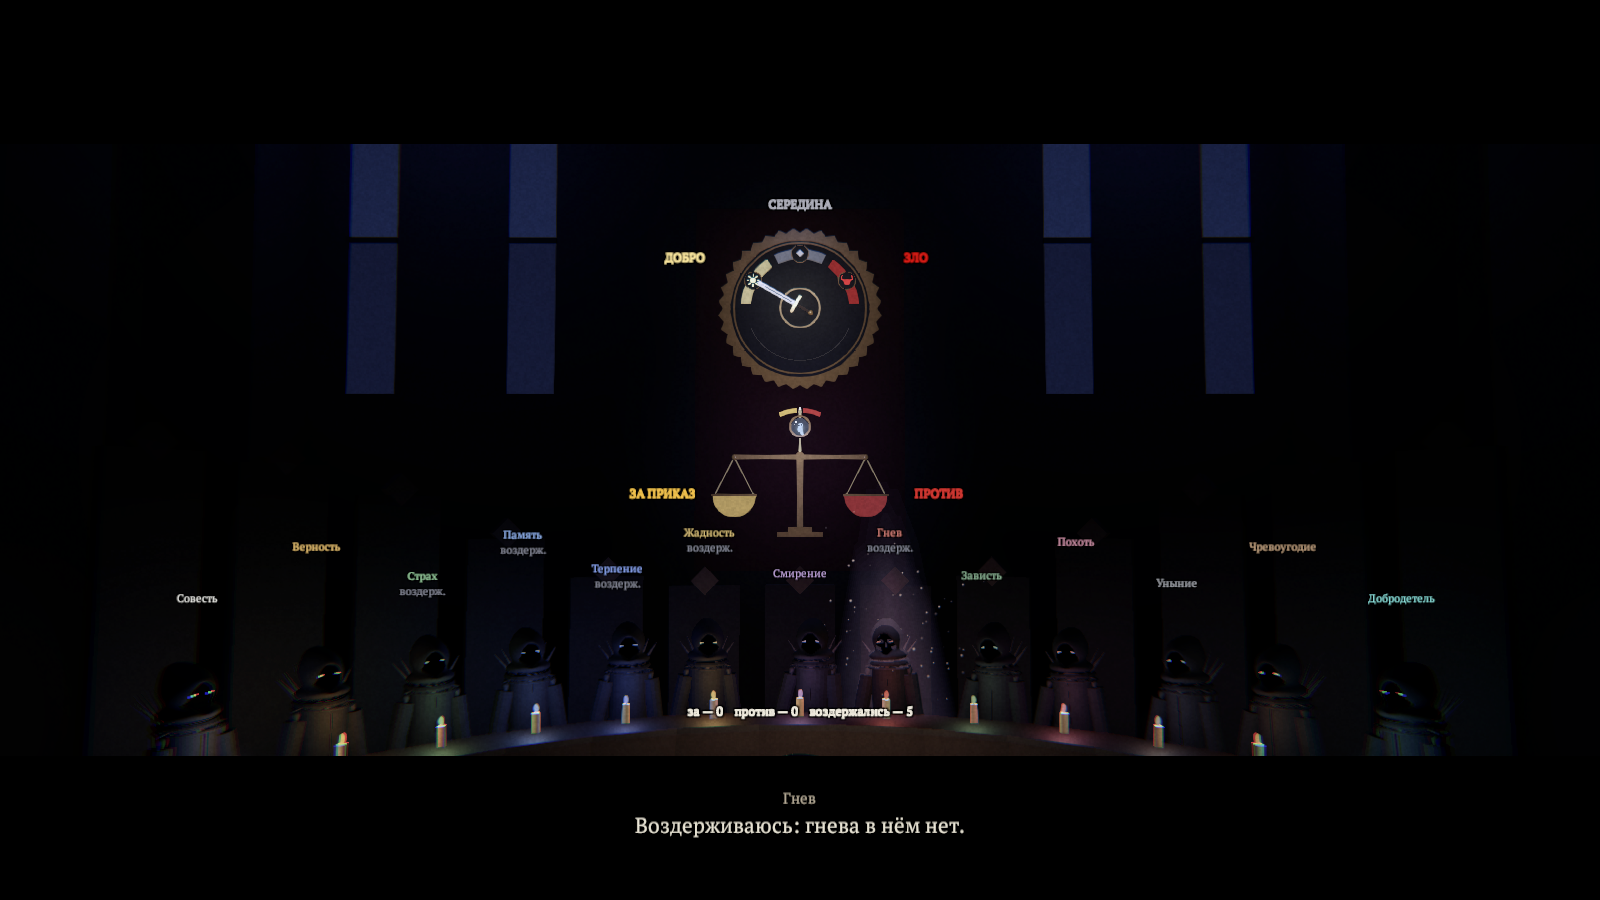 СЕРЕДИНА
ДОБРО
ЗЛО
ЗА ПРИКАЗ
ПРОТИВ
Память
воздерж.
Жадность
воздерж.
Гнев
воздерж.
Верность
Похоть
Чревоугодие
Страх
воздерж.
Терпение
воздерж.
Смирение
Зависть
Уныние
Совесть
Добродетель
за — 0 против — 0 воздержались — 5
Гнев
Воздерживаюсь: гнева в нём нет.